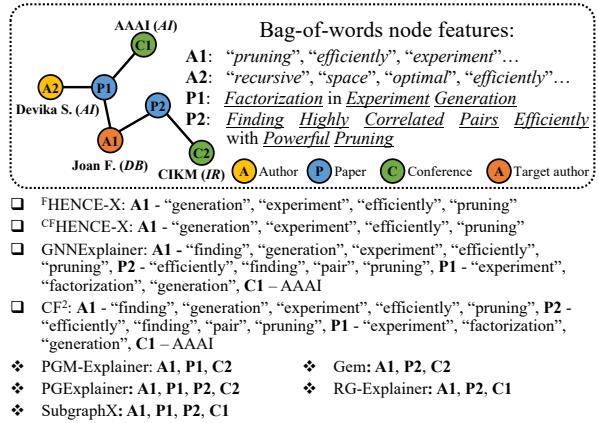 AAAI (AI)
C1
A2
P1
P2
Devika S. (AI)
A1
C2
Joan F. (DB)
CIKM (IR)
Bag-of-words node features:
A1: “pruning”, “efficiently”, “experiment”…
A2: “recursive”, “space”, “optimal”, “efficiently”…
P1: Factorization in Experiment Generation
P2: Finding Highly Correlated Pairs Efficiently
with Powerful Pruning
A Author P Paper C Conference A Target author
❑ ᶠHENCE-X: A1 - “generation”, “experiment”, “efficiently”, “pruning”
❑ ᶜᶠHENCE-X: A1 - “generation”, “experiment”, “efficiently”, “pruning”
❑ GNNExplainer: A1 - “finding”, “generation”, “experiment”, “efficiently”,
“pruning”, P2 - “efficiently”, “finding”, “pair”, “pruning”, P1 - “experiment”,
“factorization”, “generation”, C1 – AAAI
❑ CF²: A1 - “finding”, “generation”, “experiment”, “efficiently”, “pruning”, P2 -
“efficiently”, “finding”, “pair”, “pruning”, P1 - “experiment”, “factorization”,
“generation”, C1 – AAAI
❖ PGM-Explainer: A1, P1, C2 ❖ Gem: A1, P2, C2
❖ PGExplainer: A1, P1, P2, C2 ❖ RG-Explainer: A1, P2, C1
❖ SubgraphX: A1, P1, P2, C1